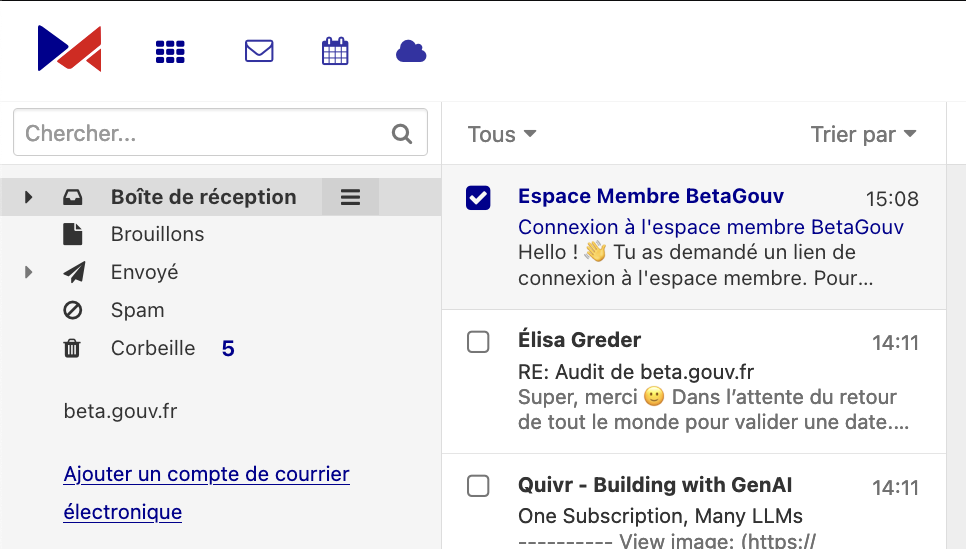 Chercher...
Boîte de réception
Brouillons
Envoyé
Spam
Corbeille 5
beta.gouv.fr
Ajouter un compte de courrier
électronique
Tous
Trier par
Espace Membre BetaGouv 15:08
Connexion à l'espace membre BetaGouv
Hello ! 👋 Tu as demandé un lien de
connexion à l'espace membre. Pour...
Élisa Greder 14:11
RE: Audit de beta.gouv.fr
Super, merci 🙂 Dans l’attente du retour
de tout le monde pour valider une date....
Quivr - Building with GenAI 14:11
One Subscription, Many LLMs
---------- View image: (https://